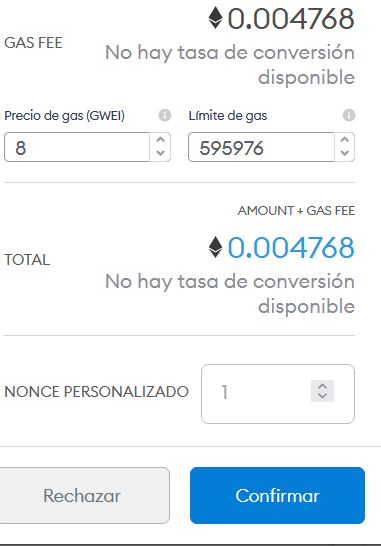 0.004768
GAS FEE
No hay tasa de conversión
disponible
Precio de gas (GWEI)
Límite de gas
8
595976
AMOUNT + GAS FEE
TOTAL
0.004768
No hay tasa de conversión
disponible
NONCE PERSONALIZADO
1
Rechazar
Confirmar